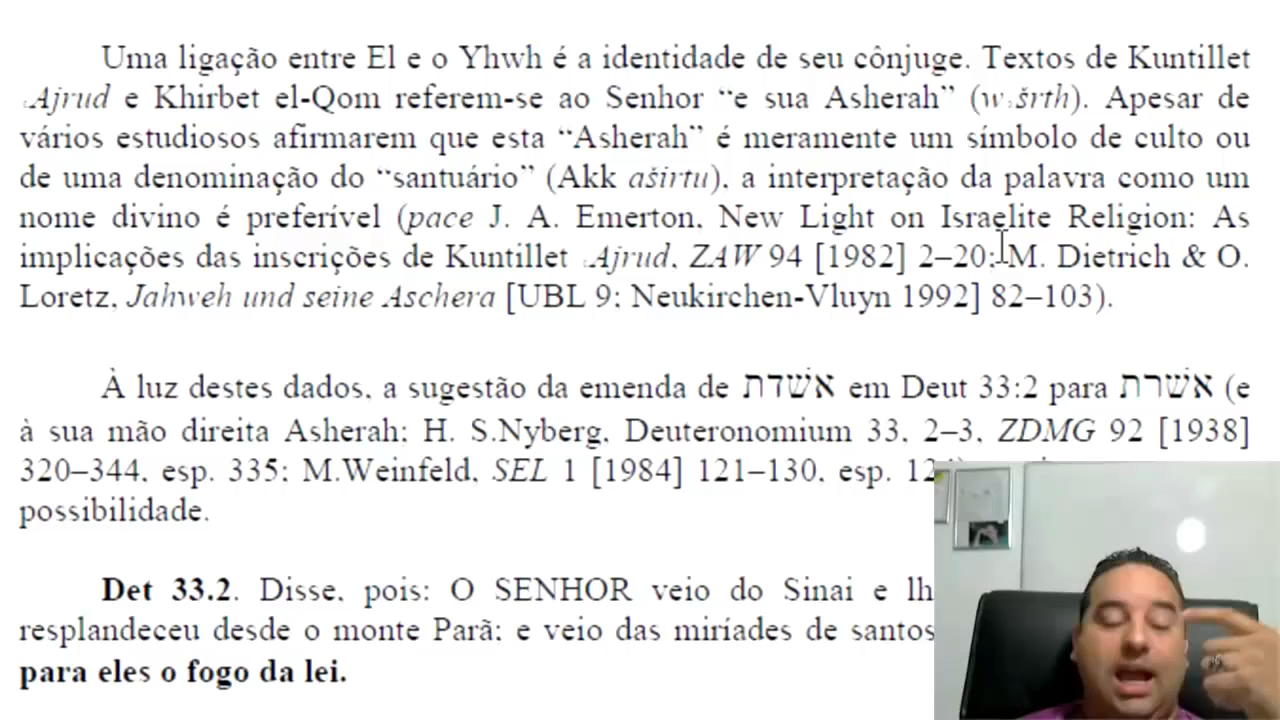 Uma ligação entre El e o Yhwh é a identidade de seu cônjuge. Textos de Kuntillet
Ajrud e Khirbet el-Qom referem-se ao Senhor “e sua Asherah” (w šrth). Apesar de
vários estudiosos afirmarem que esta “Asherah” é meramente um símbolo de culto ou
de uma denominação do “santuário” (Akk aširtu), a interpretação da palavra como um
nome divino é preferível (pace J. A. Emerton, New Light on Israelite Religion: As
implicações das inscrições de Kuntillet Ajrud, ZAW 94 [1982] 2–20; M. Dietrich & O.
Loretz, Jahweh und seine Aschera [UBL 9; Neukirchen-Vluyn 1992] 82–103).
À luz destes dados, a sugestão da emenda de אשׁדת em Deut 33:2 para אשׁרת (e
à sua mão direita Asherah; H. S.Nyberg, Deuteronomium 33, 2–3, ZDMG 92 [1938]
320–344, esp. 335; M.Weinfeld, SEL 1 [1984] 121–130, esp.
possibilidade.
Det 33.2. Disse, pois: O SENHOR veio do Sinai e
resplandeceu desde o monte Parã; e veio das miríades de santos
para eles o fogo da lei.